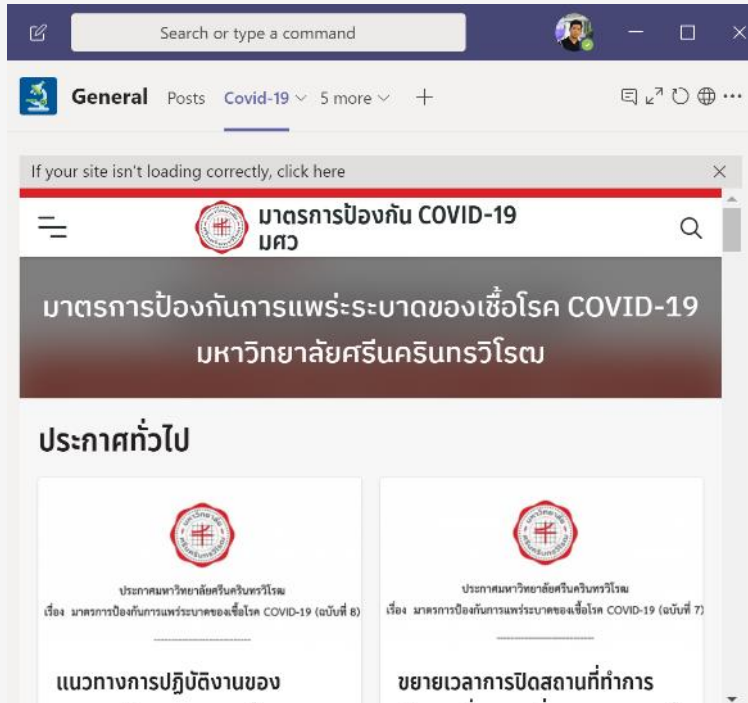 Search or type a command
General Posts Covid-19 5 more
If your site isn't loading correctly, click here
มาตรการป้องกัน COVID-19
มศว
มาตรการป้องกันการแพร่ระบาดของเชื้อโรค COVID-19
มหาวิทยาลัยศรีนครินทรวิโรฒ
ประกาศทั่วไป
ประกาศมหาวิทยาลัยศรีนครินทรวิโรฒ
เรื่อง มาตรการป้องกันการแพร่ระบาดของเชื้อโรค COVID-19 (ฉบับที่ 8)
แนวทางการปฏิบัติงานของ
ประกาศมหาวิทยาลัยศรีนครินทรวิโรฒ
เรื่อง มาตรการป้องกันการแพร่ระบาดของเชื้อโรค COVID-19 (ฉบับที่ 7)
ขยายเวลาการปิดสถานที่ทำการ